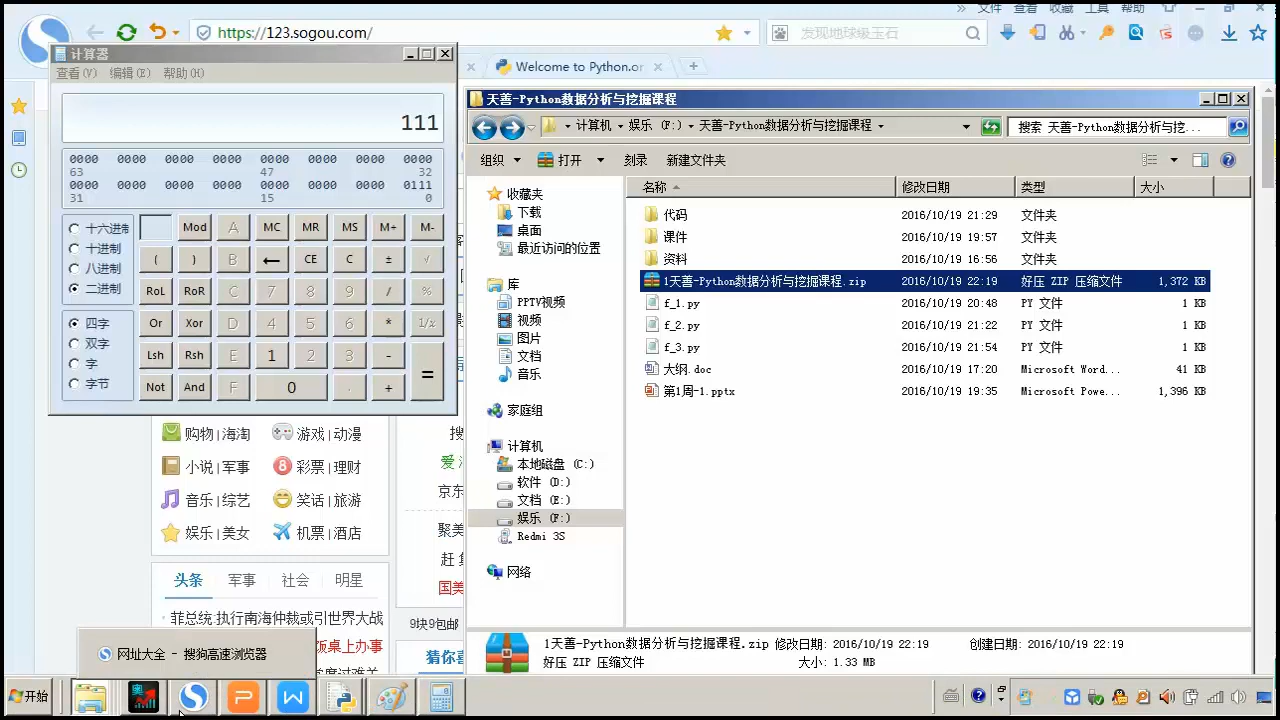 文件 查看 收藏 工具 帮助
https://123.sogou.com/
发现地球级玉石
Welcome to Python.or
计算器
查看(V) 编辑(E) 帮助(H)
111
0000 0000 0000 0000 0000 0000 0000 0000
63 47 32
0000 0000 0000 0000 0000 0000 0000 0111
31 15 0
十六进制 Mod A MC MR MS M+ M-
十进制 ( ) B ← CE C ± √
八进制
二进制 RoL RoR C 7 8 9 / %
四字 Or Xor D 4 5 6 * 1/x
双字
字 Lsh Rsh E 1 2 3 - =
字节 Not And F 0 . +
天善-Python数据分析与挖掘课程
计算机 娱乐 (F:) 天善-Python数据分析与挖掘课程
搜索 天善-Python数据分析与挖...
组织 打开 刻录 新建文件夹
收藏夹
下载
桌面
最近访问的位置
库
PPTV视频
视频
图片
文档
音乐
家庭组
计算机
本地磁盘 (C:)
软件 (D:)
文档 (E:)
娱乐 (F:)
Redmi 3S
网络
名称 修改日期 类型 大小
代码 2016/10/19 21:29 文件夹
课件 2016/10/19 19:57 文件夹
资料 2016/10/19 16:56 文件夹
1天善-Python数据分析与挖掘课程.zip 2016/10/19 22:19 好压 ZIP 压缩文件 1,372 KB
f_1.py 2016/10/19 20:48 PY 文件 1 KB
f_2.py 2016/10/19 21:22 PY 文件 1 KB
f_3.py 2016/10/19 21:54 PY 文件 1 KB
大纲.doc 2016/10/19 17:20 Microsoft Word... 41 KB
第1周-1.pptx 2016/10/19 19:35 Microsoft Powe... 1,396 KB
1天善-Python数据分析与挖掘课程.zip 修改日期: 2016/10/19 22:19 创建日期: 2016/10/19 22:19
好压 ZIP 压缩文件 大小: 1.33 MB
购物|海淘 游戏|动漫
小说|军事 彩票|理财
音乐|综艺 笑话|旅游
娱乐|美女 机票|酒店
搜
爱
京东
聚美
赶
国美
9块9包邮
猜你喜
头条 军事 社会 明星
菲总统:执行南海仲裁或引世界大战
饭桌上办事
网址大全 - 搜狗高速浏览器
开始